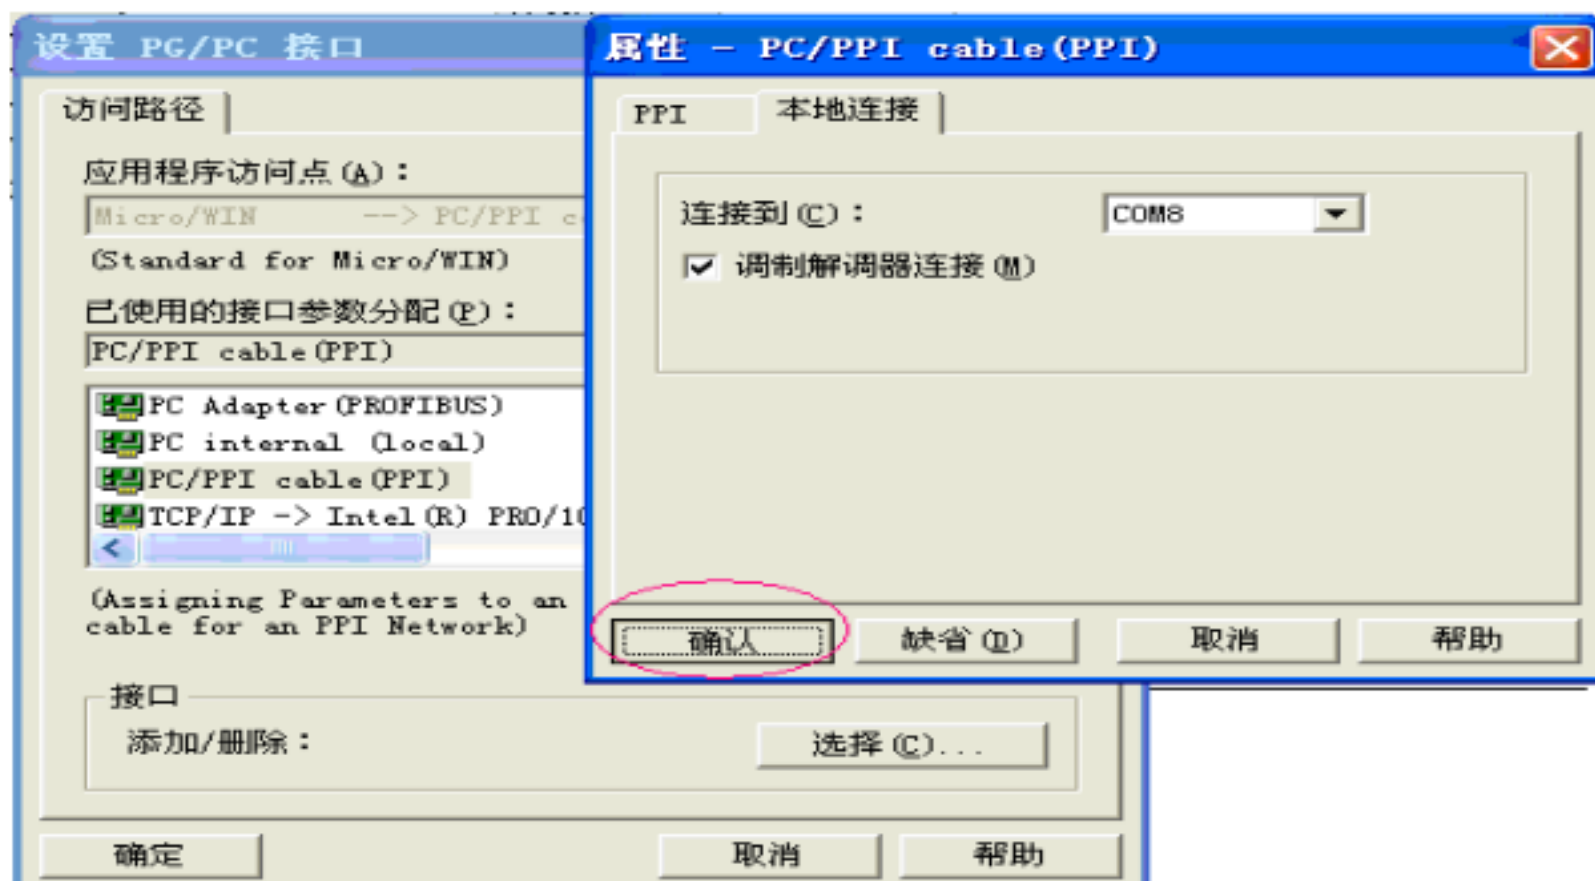 设置 PG/PC 接口
访问路径
应用程序访问点(A):
Micro/WIN --> PC/PPI c
(Standard for Micro/WIN)
已使用的接口参数分配(P):
PC/PPI cable(PPI)
PC Adapter(PROFIBUS)
PC internal (local)
PC/PPI cable(PPI)
TCP/IP -> Intel(R) PRO/10
(Assigning Parameters to an
cable for an PPI Network)
接口
添加/删除:
选择(C)...
确定
取消
帮助
属性 - PC/PPI cable(PPI)
PPI
本地连接
连接到(C):
COM8
调制解调器连接(M)
确认
缺省(D)
取消
帮助